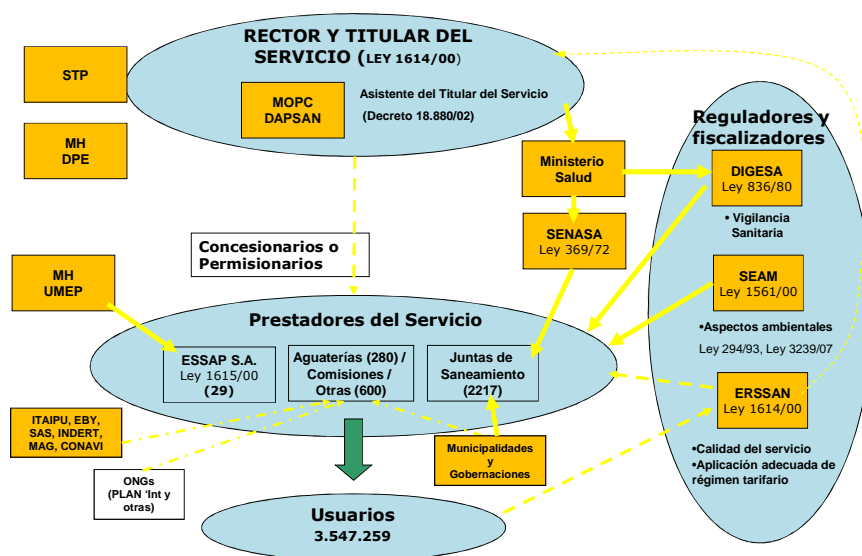 RECTOR Y TITULAR DEL
SERVICIO (LEY 1614/00)
STP
MOPC
DAPSAN
Asistente del Titular del Servicio
(Decreto 18.880/02)
MH
DPE
Reguladores y
fiscalizadores
Ministerio
Salud
DIGESA
Ley 836/80
• Vigilancia
Sanitaria
SENASA
Ley 369/72
Concesionarios o
Permisionarios
MH
UMEP
SEAM
Ley 1561/00
•Aspectos ambientales
Ley 294/93, Ley 3239/07
Prestadores del Servicio
ESSAP S.A.
Ley 1615/00
(29)
Aguaterías (280) /
Comisiones /
Otras (600)
Juntas de
Saneamiento
(2217)
ERSSAN
Ley 1614/00
ITAIPU, EBY,
SAS, INDERT,
MAG, CONAVI
Municipalidades
y
Gobernaciones
•Calidad del servicio
•Aplicación adecuada de
régimen tarifario
ONGs
(PLAN 'Int y
otras)
Usuarios
3.547.259